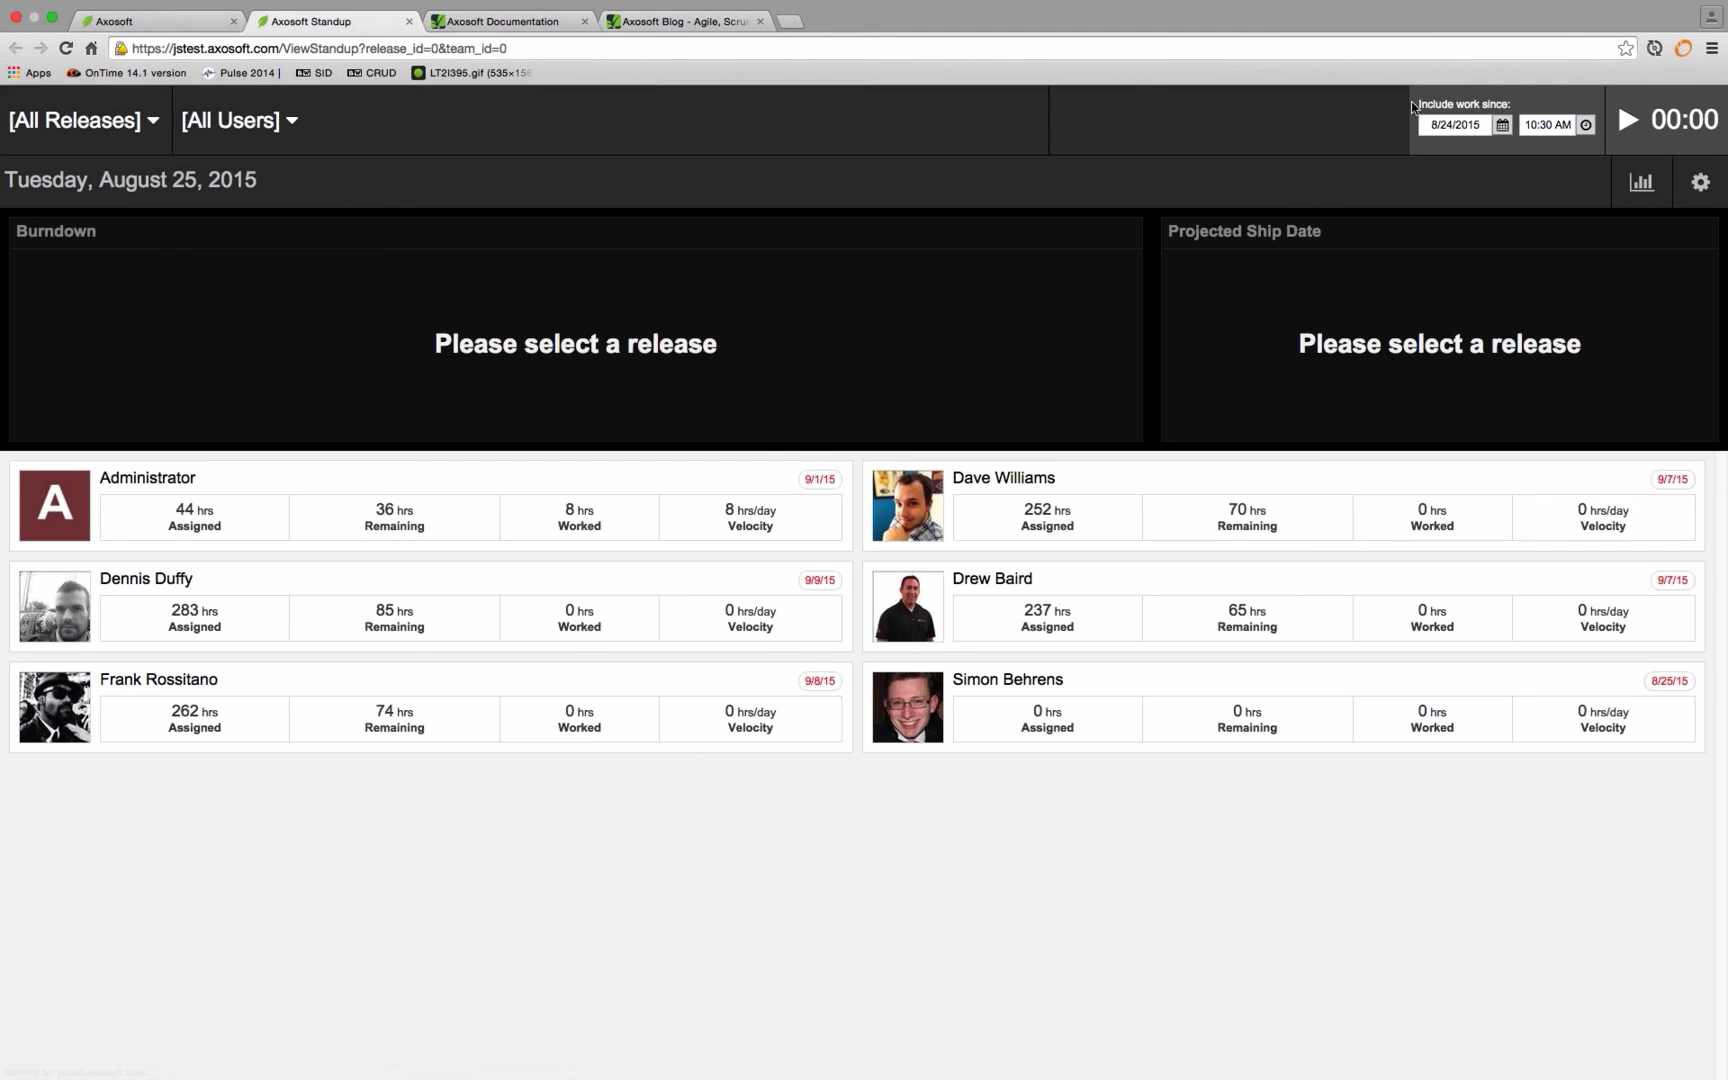 Axosoft
Axosoft Standup
Axosoft Documentation
Axosoft Blog - Agile, Scru
https://jstest.axosoft.com/ViewStandup?release_id=0&team_id=0
Apps OnTime 14.1 version Pulse 2014 | SID CRUD LT2I395.gif (535×156
[All Releases] [All Users]
Include work since:
8/24/2015 10:30 AM
00:00
Tuesday, August 25, 2015
Burndown
Please select a release
Projected Ship Date
Please select a release
A
Administrator 9/1/15
44 hrs 36 hrs 8 hrs 8 hrs/day
Assigned Remaining Worked Velocity
Dave Williams 9/7/15
252 hrs 70 hrs 0 hrs 0 hrs/day
Assigned Remaining Worked Velocity
Dennis Duffy 9/9/15
283 hrs 85 hrs 0 hrs 0 hrs/day
Assigned Remaining Worked Velocity
Drew Baird 9/7/15
237 hrs 65 hrs 0 hrs 0 hrs/day
Assigned Remaining Worked Velocity
Frank Rossitano 9/8/15
262 hrs 74 hrs 0 hrs 0 hrs/day
Assigned Remaining Worked Velocity
Simon Behrens 8/25/15
0 hrs 0 hrs 0 hrs 0 hrs/day
Assigned Remaining Worked Velocity